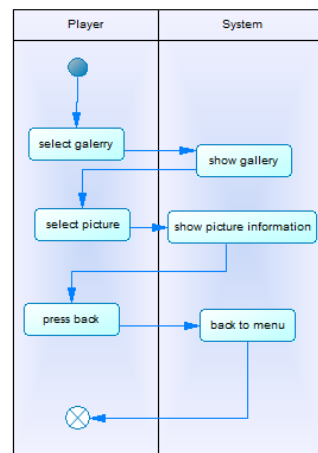 Player
System
select galerry
show gallery
select picture
show picture information
press back
back to menu